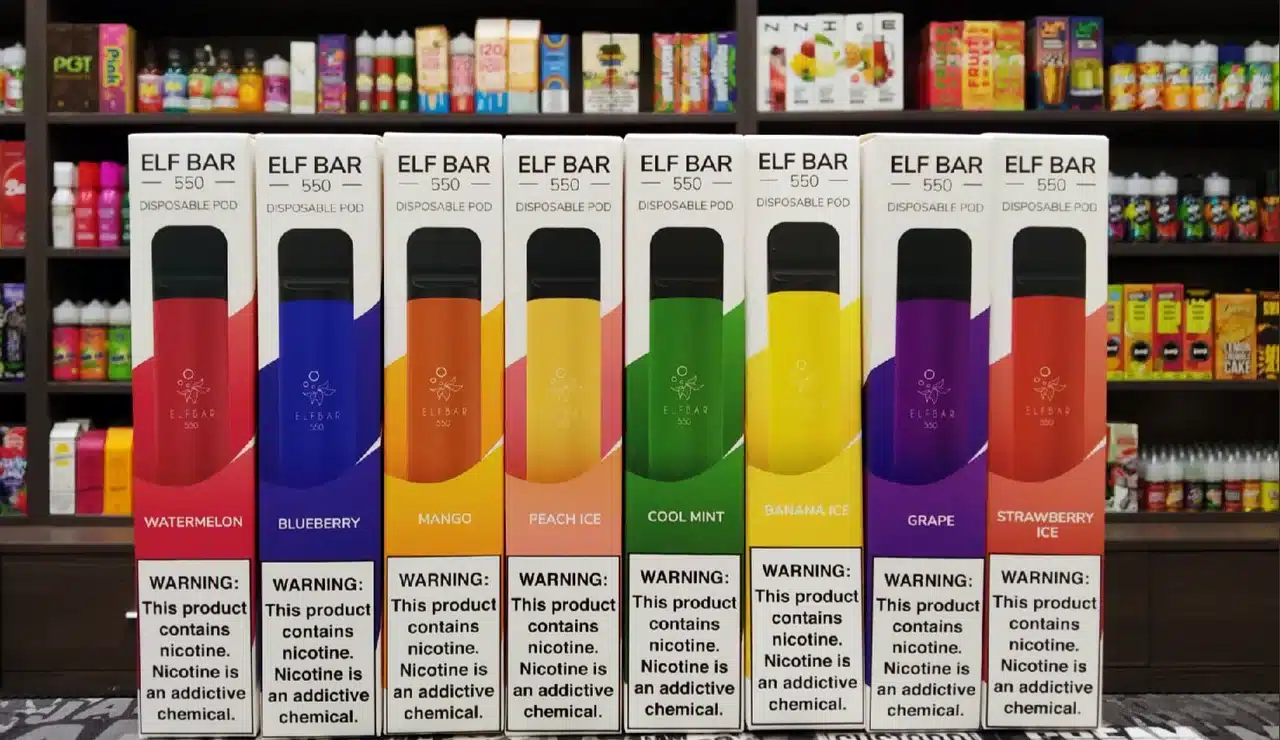 PGT
Pink
ELF BAR
550
DISPOSABLE POD
ELFBAR
550
WATERMELON
WARNING:
This product
contains
nicotine.
Nicotine is
an addictive
chemical.
ELF BAR
550
DISPOSABLE POD
ELFBAR
550
BLUEBERRY
WARNING:
This product
contains
nicotine.
Nicotine is
an addictive
chemical.
ELF BAR
550
DISPOSABLE POD
ELFBAR
550
MANGO
WARNING:
This product
contains
nicotine.
Nicotine is
an addictive
chemical.
ELF BAR
550
DISPOSABLE POD
ELFBAR
550
PEACH ICE
WARNING:
This product
contains
nicotine.
Nicotine is
an addictive
chemical.
ELF BAR
550
DISPOSABLE POD
ELFBAR
550
COOL MINT
WARNING:
This product
contains
nicotine.
Nicotine is
an addictive
chemical.
ELF BAR
550
DISPOSABLE POD
BANANA ICE
WARNING:
This product
contains
nicotine.
Nicotine is
an addictive
chemical.
ELF BAR
550
DISPOSABLE POD
ELFBAR
550
GRAPE
WARNING:
This product
contains
nicotine.
Nicotine is
an addictive
chemical.
ELF BAR
550
DISPOSABLE POD
ELFBAR
550
STRAWBERRY
ICE
WARNING:
This product
contains
nicotine.
Nicotine is
an addictive
chemical.
CAKE